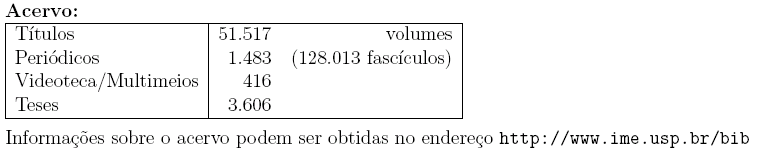 Acervo:
Títulos 51.517 volumes
Periódicos 1.483 (128.013 fascículos)
Videoteca/Multimeios 416
Teses 3.606
Informações sobre o acervo podem ser obtidas no endereço http://www.ime.usp.br/bib